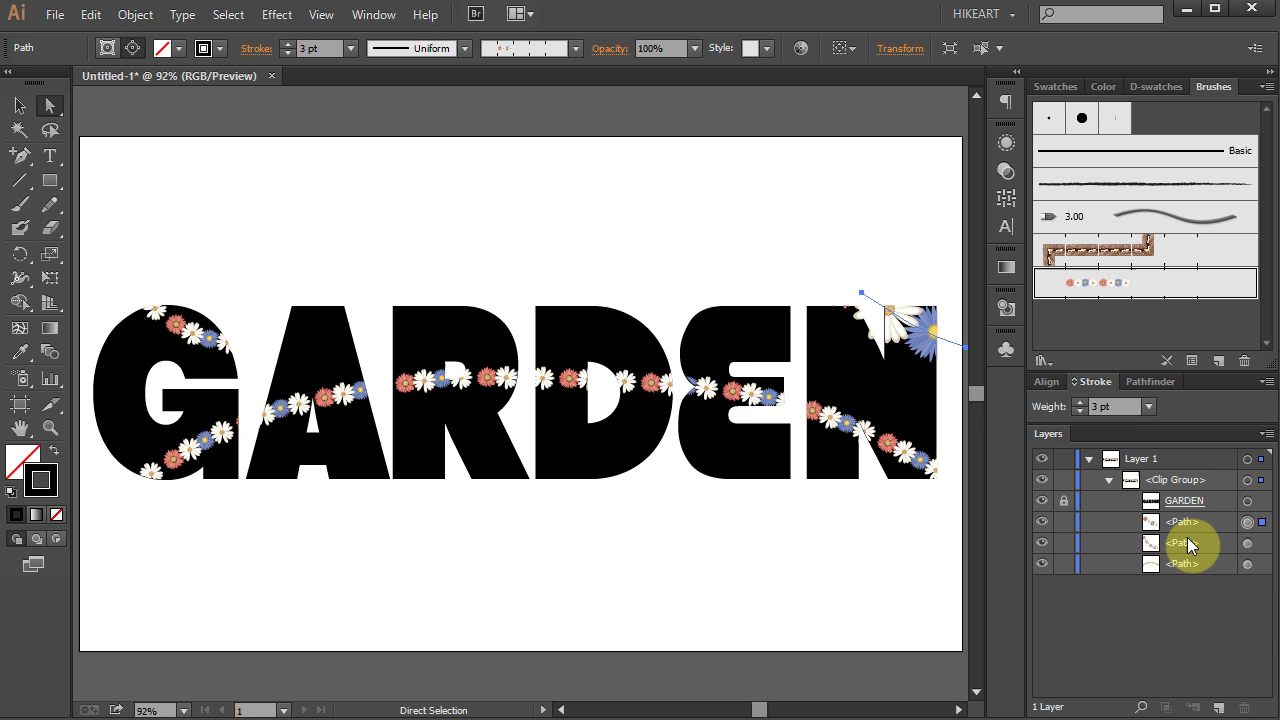 Ai File Edit Object Type Select Effect View Window Help Br HIKEART
Path Stroke: 3 pt Uniform Opacity: 100% Style: Transform
Untitled-1* @ 92% (RGB/Preview) ×
Swatches Color D-swatches Brushes
Basic
3.00
GARDEN
Align Stroke Pathfinder
Weight: 3 pt
Layers
Layer 1
<Clip Group>
GARDEN
<Path>
<Path>
<Path>
92% 1 Direct Selection
1 Layer